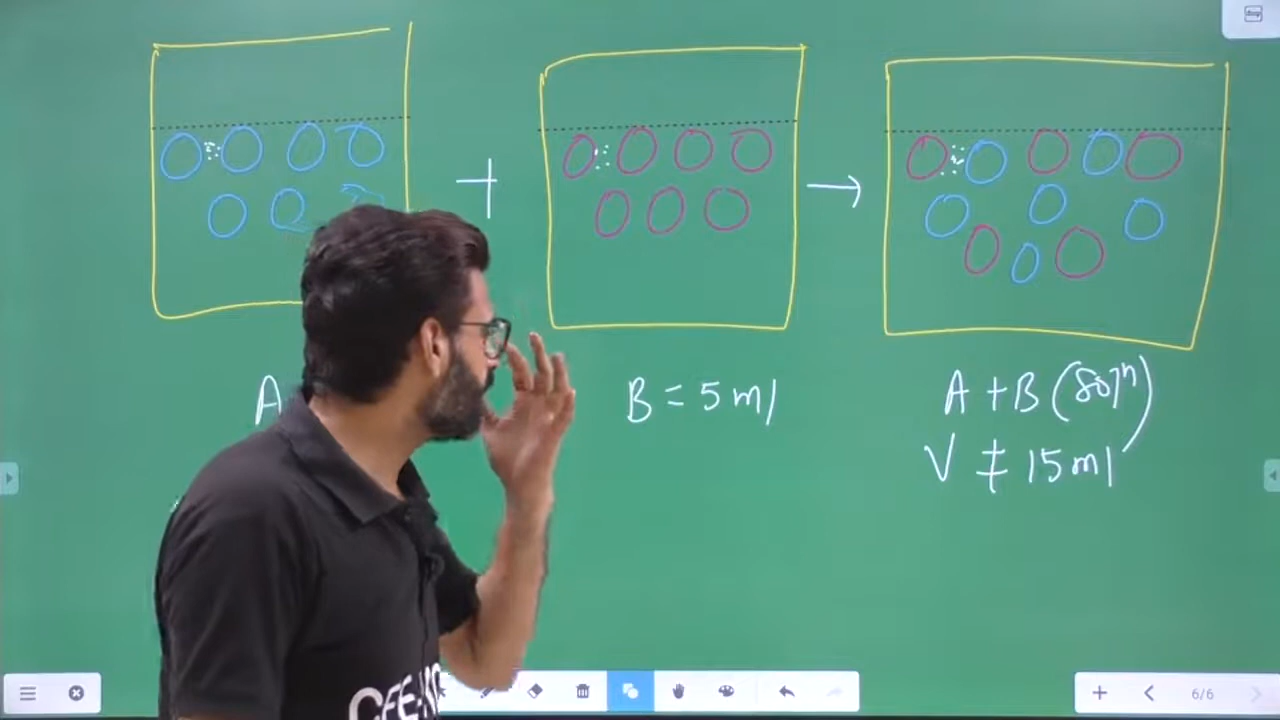 +
→
A
B = 5 ml
A + B (Sol^n)
V ≠ 15 ml
6/6